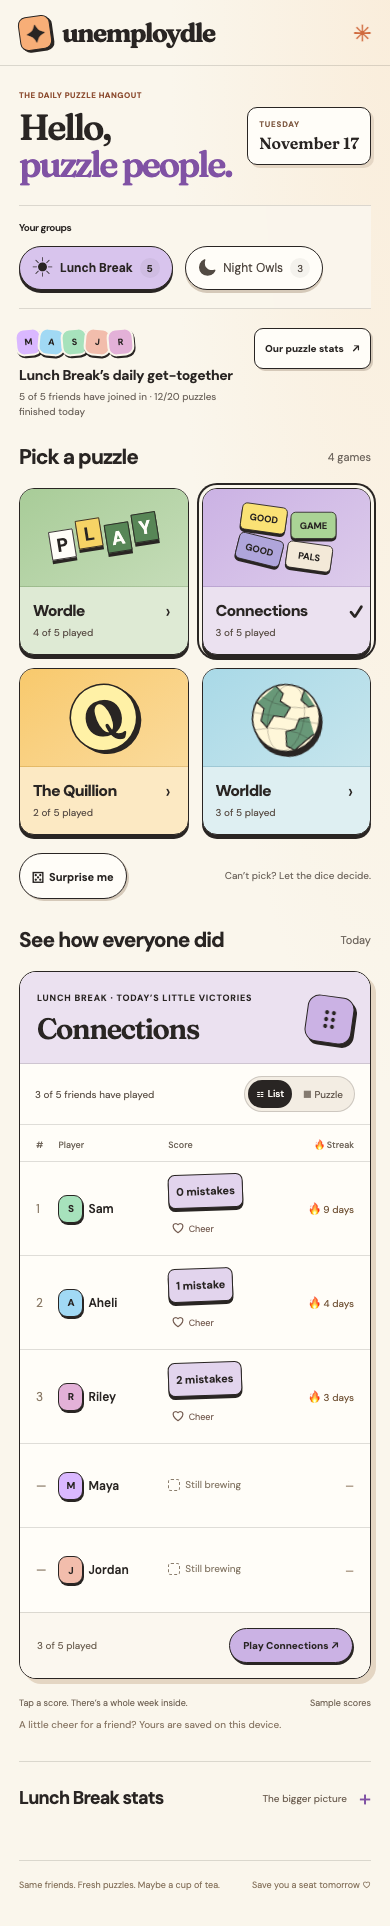 unemploydle
THE DAILY PUZZLE HANGOUT
Hello,
puzzle people.
TUESDAY
November 17
Your groups
Lunch Break 5
Night Owls 3
M A S J R
Lunch Break's daily get-together
5 of 5 friends have joined in · 12/20 puzzles
finished today
Our puzzle stats ↗
Pick a puzzle
4 games
P L A Y
Wordle ›
4 of 5 played
GOOD GAME
GOOD PALS
Connections ✓
3 of 5 played
Q
The Quillion ›
2 of 5 played
Worldle ›
3 of 5 played
Surprise me
Can't pick? Let the dice decide.
See how everyone did
Today
LUNCH BREAK · TODAY'S LITTLE VICTORIES
Connections
3 of 5 friends have played
List
Puzzle
# Player Score 🔥 Streak
0 mistakes
1 S Sam 🔥 9 days
♡ Cheer
1 mistake
2 A Aheli 🔥 4 days
♡ Cheer
2 mistakes
3 R Riley 🔥 3 days
♡ Cheer
— M Maya Still brewing —
— J Jordan Still brewing —
3 of 5 played
Play Connections ↗
Tap a score. There's a whole week inside.
Sample scores
A little cheer for a friend? Yours are saved on this device.
Lunch Break stats
The bigger picture +
Same friends. Fresh puzzles. Maybe a cup of tea.
Save you a seat tomorrow ♡